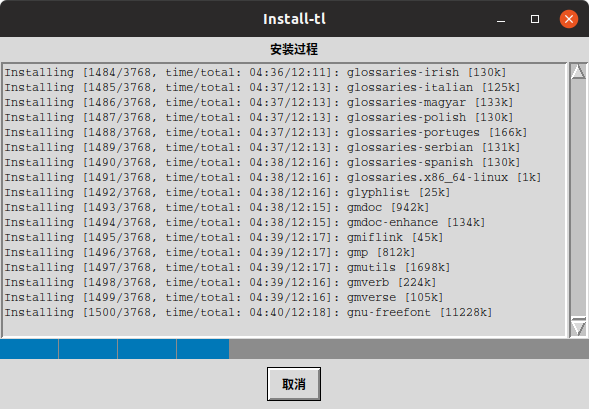 Install-tl
安装过程
Installing [1484/3768, time/total: 04:36/12:11]: glossaries-irish [130k]
Installing [1485/3768, time/total: 04:37/12:13]: glossaries-italian [125k]
Installing [1486/3768, time/total: 04:37/12:13]: glossaries-magyar [133k]
Installing [1487/3768, time/total: 04:37/12:13]: glossaries-polish [130k]
Installing [1488/3768, time/total: 04:37/12:13]: glossaries-portuges [166k]
Installing [1489/3768, time/total: 04:37/12:13]: glossaries-serbian [131k]
Installing [1490/3768, time/total: 04:38/12:16]: glossaries-spanish [130k]
Installing [1491/3768, time/total: 04:38/12:16]: glossaries.x86_64-linux [1k]
Installing [1492/3768, time/total: 04:38/12:16]: glyphlist [25k]
Installing [1493/3768, time/total: 04:38/12:15]: gmdoc [942k]
Installing [1494/3768, time/total: 04:38/12:15]: gmdoc-enhance [134k]
Installing [1495/3768, time/total: 04:39/12:17]: gmiflink [45k]
Installing [1496/3768, time/total: 04:39/12:17]: gmp [812k]
Installing [1497/3768, time/total: 04:39/12:17]: gmutils [1698k]
Installing [1498/3768, time/total: 04:39/12:16]: gmverb [224k]
Installing [1499/3768, time/total: 04:39/12:16]: gmverse [105k]
Installing [1500/3768, time/total: 04:40/12:18]: gnu-freefont [11228k]
取消